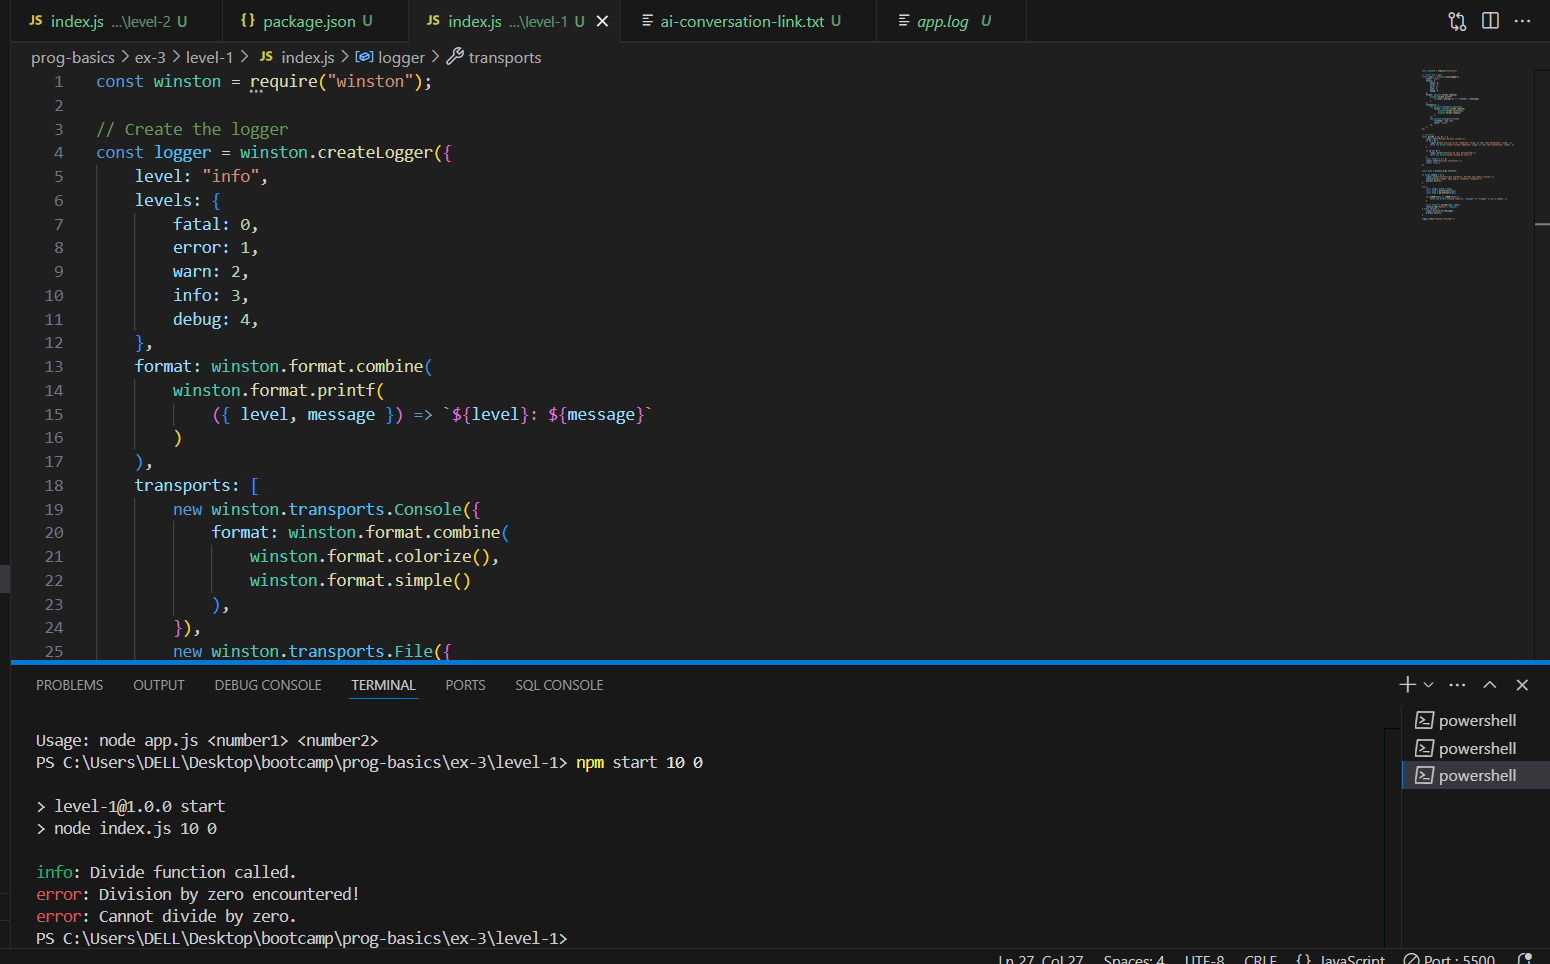 JS index.js ...\level-2 U {} package.json U JS index.js ...\level-1 U ai-conversation-link.txt U app.log U
prog-basics > ex-3 > level-1 > JS index.js > logger > transports
1 const winston = require("winston");
2
3 // Create the logger
4 const logger = winston.createLogger({
5 level: "info",
6 levels: {
7 fatal: 0,
8 error: 1,
9 warn: 2,
10 info: 3,
11 debug: 4,
12 },
13 format: winston.format.combine(
14 winston.format.printf(
15 ({ level, message }) => `${level}: ${message}`
16 )
17 ),
18 transports: [
19 new winston.transports.Console({
20 format: winston.format.combine(
21 winston.format.colorize(),
22 winston.format.simple()
23 ),
24 }),
25 new winston.transports.File({
PROBLEMS OUTPUT DEBUG CONSOLE TERMINAL PORTS SQL CONSOLE
Usage: node app.js <number1> <number2>
PS C:\Users\DELL\Desktop\bootcamp\prog-basics\ex-3\level-1> npm start 10 0
> level-1@1.0.0 start
> node index.js 10 0
info: Divide function called.
error: Division by zero encountered!
error: Cannot divide by zero.
PS C:\Users\DELL\Desktop\bootcamp\prog-basics\ex-3\level-1>
powershell
powershell
powershell
Ln 27, Col 27 Spaces: 4 UTF-8 CRLF {} JavaScript Port : 5500